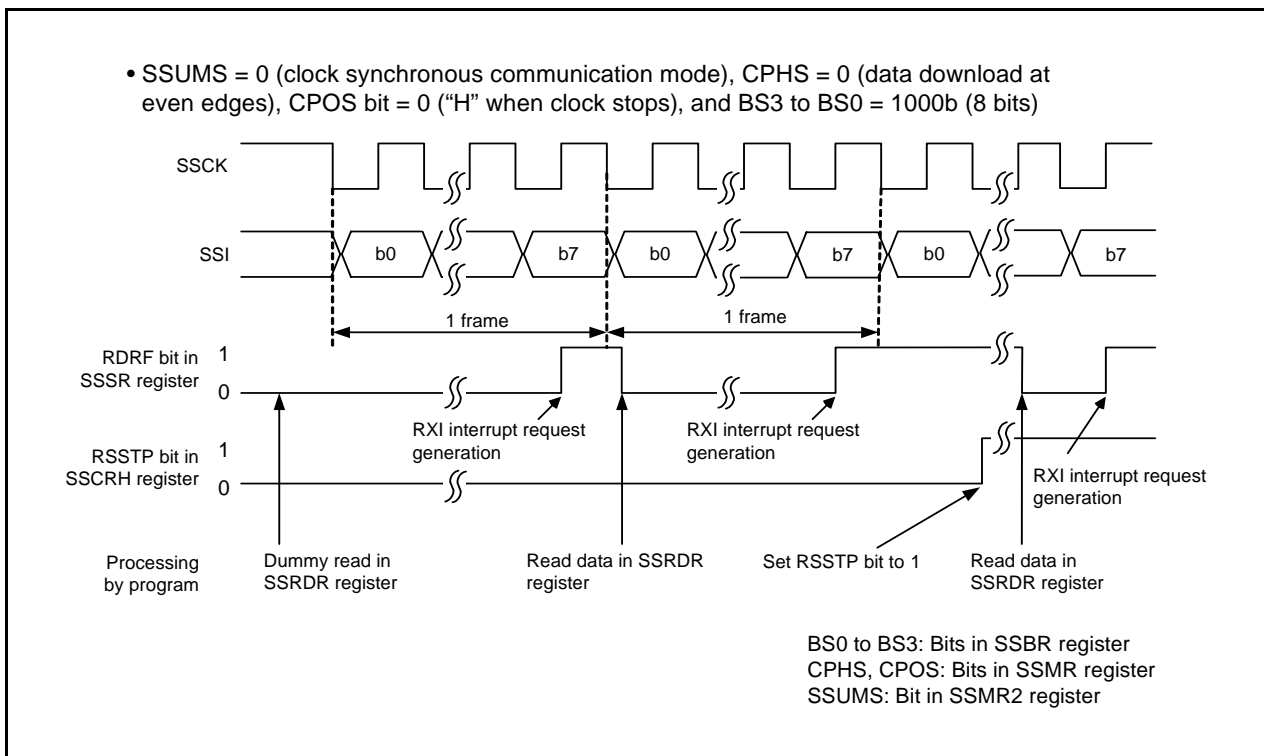 • SSUMS = 0 (clock synchronous communication mode), CPHS = 0 (data download at
even edges), CPOS bit = 0 (“H” when clock stops), and BS3 to BS0 = 1000b (8 bits)
SSCK
SSI
b0
b7
b0
b7
b0
b7
1 frame
1 frame
RDRF bit in
SSSR register
1
0
RXI interrupt request
generation
RXI interrupt request
generation
RXI interrupt request
generation
RSSTP bit in
SSCRH register
1
0
Processing
by program
Dummy read in
SSRDR register
Read data in SSRDR
register
Set RSSTP bit to 1
Read data in
SSRDR register
BS0 to BS3: Bits in SSBR register
CPHS, CPOS: Bits in SSMR register
SSUMS: Bit in SSMR2 register